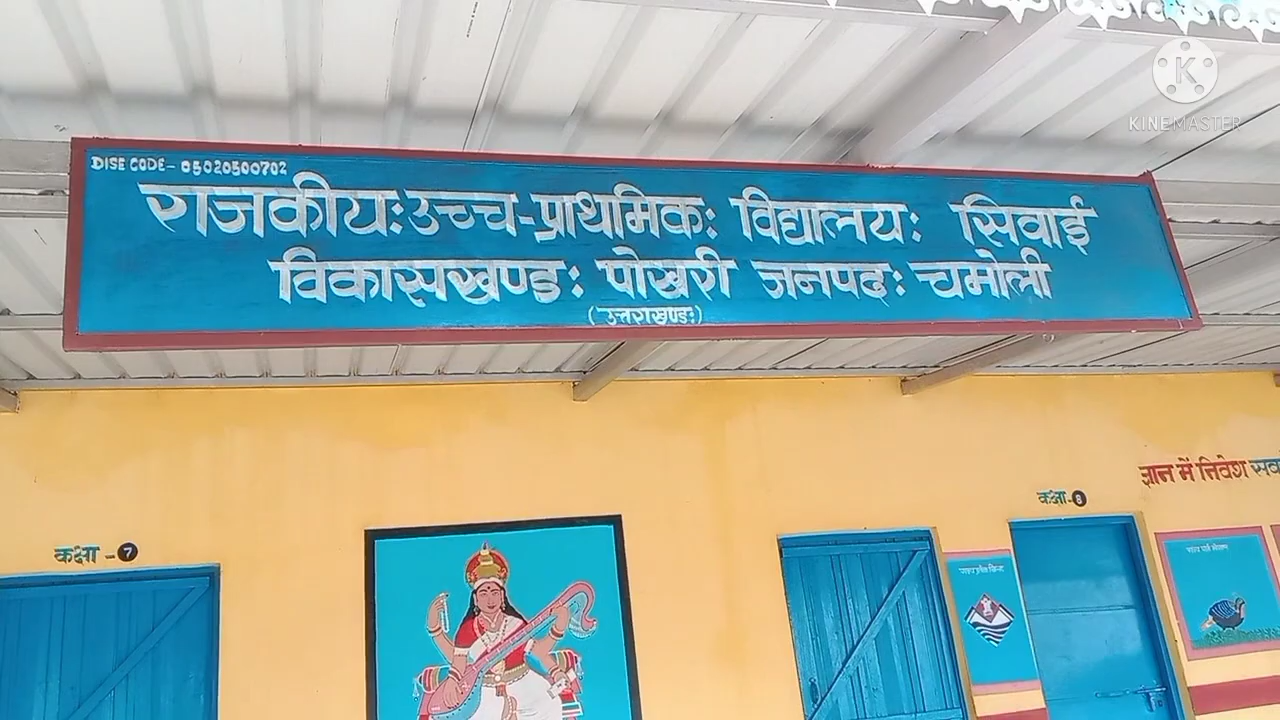 KINEMASTER
DISE CODE- 05020500702
राजकीयः उच्च-प्राथमिकः विद्यालयः सिवाई
विकासखण्डः पोखरी जनपदः चमोली
(उत्तराखण्डः)
ज्ञान में निवेश
कक्षा-8
कक्षा-7